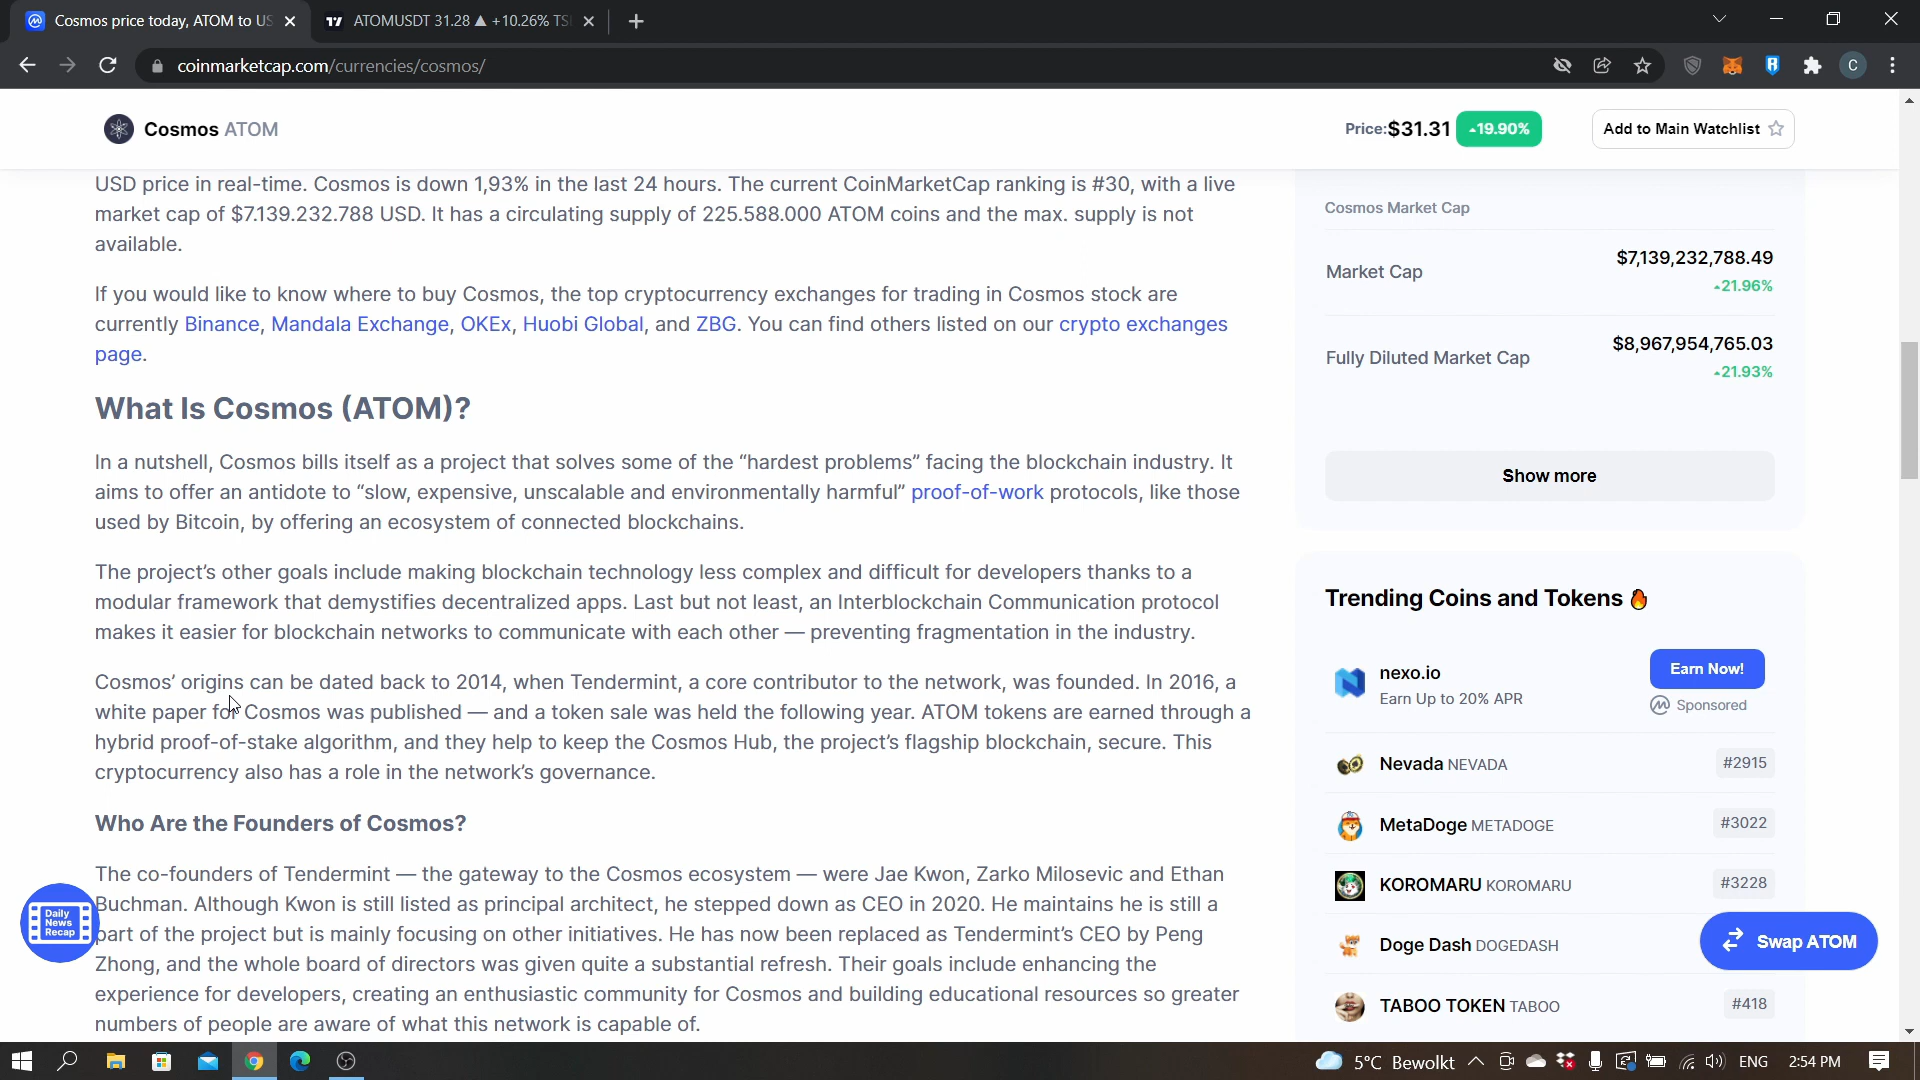 Cosmos price today, ATOM to US
ATOMUSDT 31.28 ▲ +10.26% TSI
coinmarketcap.com/currencies/cosmos/
C
Cosmos ATOM
Price:$31.31 19.90%
Add to Main Watchlist
USD price in real-time. Cosmos is down 1,93% in the last 24 hours. The current CoinMarketCap ranking is #30, with a live
market cap of $7.139.232.788 USD. It has a circulating supply of 225.588.000 ATOM coins and the max. supply is not
available.
If you would like to know where to buy Cosmos, the top cryptocurrency exchanges for trading in Cosmos stock are
currently Binance, Mandala Exchange, OKEx, Huobi Global, and ZBG. You can find others listed on our crypto exchanges
page.
What Is Cosmos (ATOM)?
In a nutshell, Cosmos bills itself as a project that solves some of the “hardest problems” facing the blockchain industry. It
aims to offer an antidote to “slow, expensive, unscalable and environmentally harmful” proof-of-work protocols, like those
used by Bitcoin, by offering an ecosystem of connected blockchains.
The project’s other goals include making blockchain technology less complex and difficult for developers thanks to a
modular framework that demystifies decentralized apps. Last but not least, an Interblockchain Communication protocol
makes it easier for blockchain networks to communicate with each other — preventing fragmentation in the industry.
Cosmos’ origins can be dated back to 2014, when Tendermint, a core contributor to the network, was founded. In 2016, a
white paper for Cosmos was published — and a token sale was held the following year. ATOM tokens are earned through a
hybrid proof-of-stake algorithm, and they help to keep the Cosmos Hub, the project’s flagship blockchain, secure. This
cryptocurrency also has a role in the network’s governance.
Who Are the Founders of Cosmos?
The co-founders of Tendermint — the gateway to the Cosmos ecosystem — were Jae Kwon, Zarko Milosevic and Ethan
Buchman. Although Kwon is still listed as principal architect, he stepped down as CEO in 2020. He maintains he is still a
part of the project but is mainly focusing on other initiatives. He has now been replaced as Tendermint’s CEO by Peng
Zhong, and the whole board of directors was given quite a substantial refresh. Their goals include enhancing the
experience for developers, creating an enthusiastic community for Cosmos and building educational resources so greater
numbers of people are aware of what this network is capable of.
Daily
News
Recap
Cosmos Market Cap
Market Cap
$7,139,232,788.49
21.96%
Fully Diluted Market Cap
$8,967,954,765.03
21.93%
Show more
Trending Coins and Tokens 🔥
nexo.io
Earn Up to 20% APR
Earn Now!
Sponsored
Nevada NEVADA #2915
MetaDoge METADOGE #3022
KOROMARU KOROMARU #3228
Doge Dash DOGEDASH
TABOO TOKEN TABOO #418
Swap ATOM
5°C Bewolkt
ENG
2:54 PM